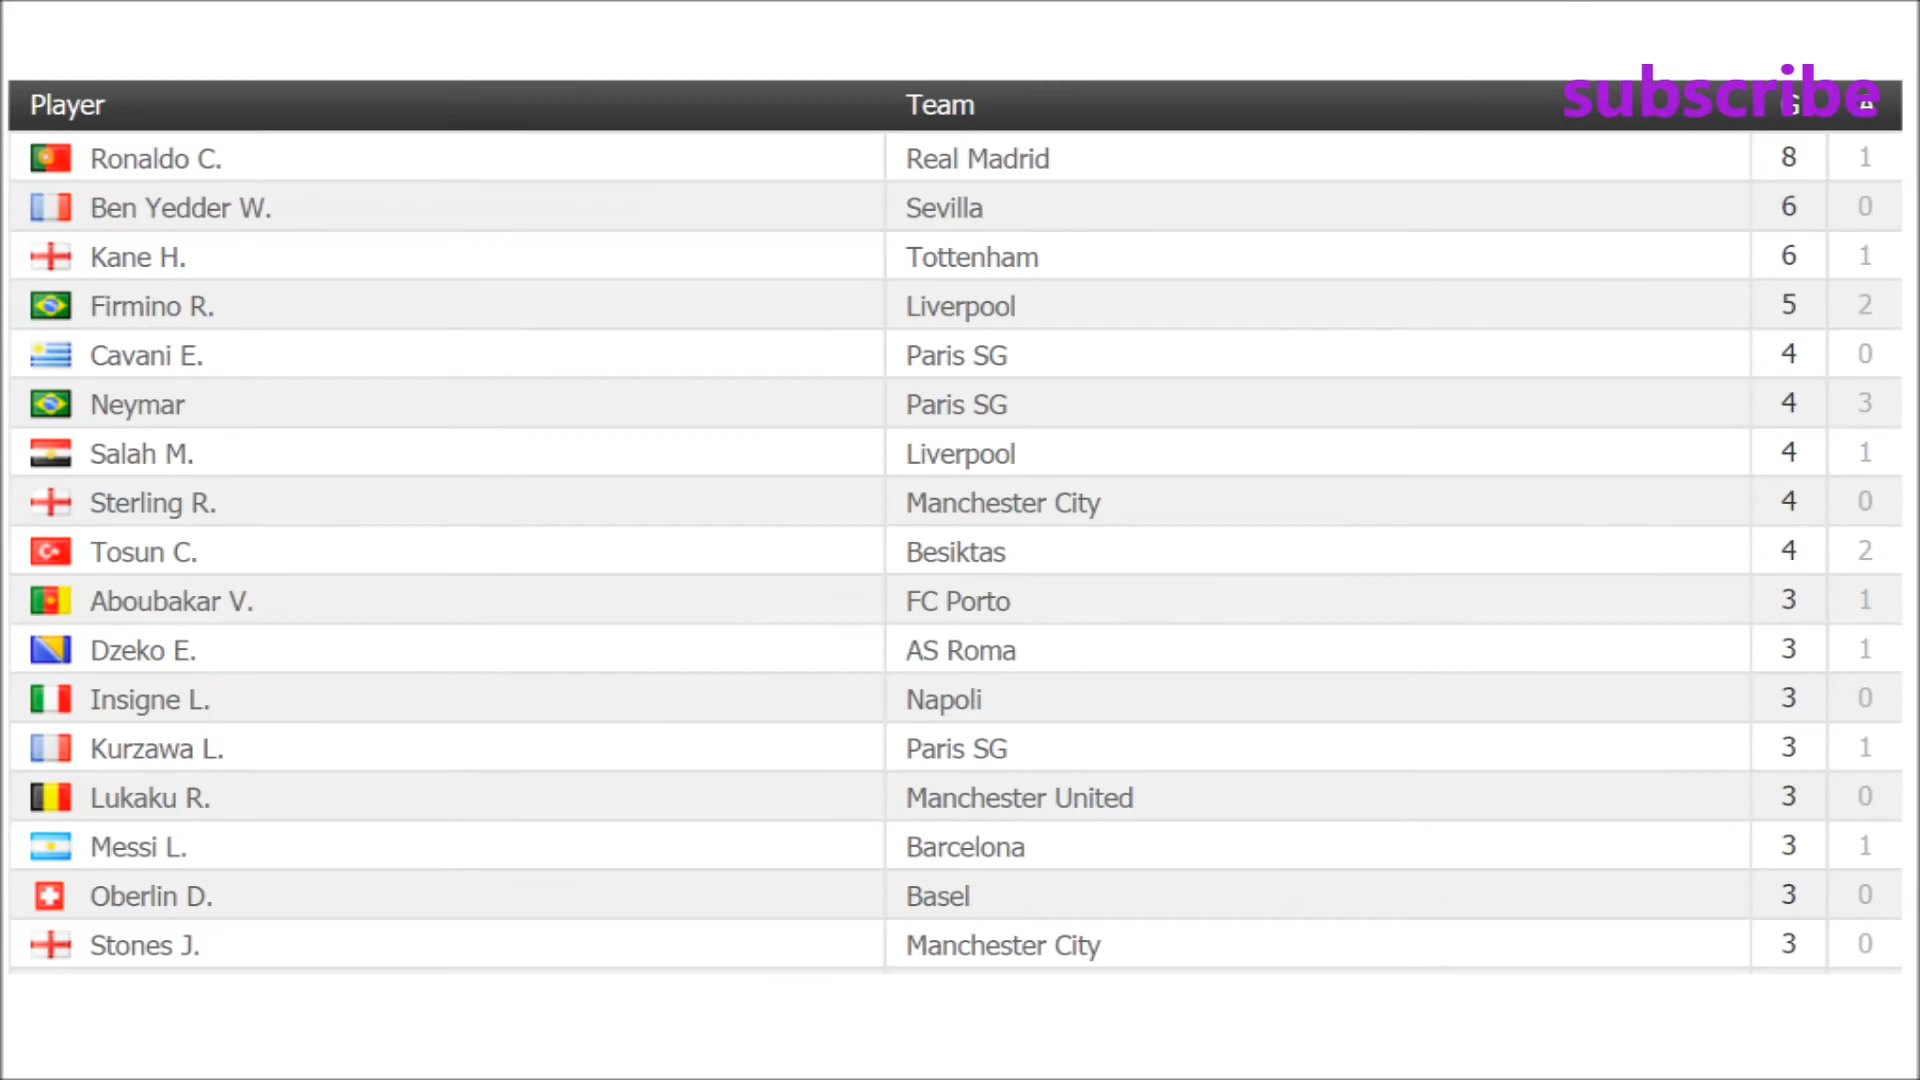 subscribe
Player Team G A
Ronaldo C. Real Madrid 8 1
Ben Yedder W. Sevilla 6 0
Kane H. Tottenham 6 1
Firmino R. Liverpool 5 2
Cavani E. Paris SG 4 0
Neymar Paris SG 4 3
Salah M. Liverpool 4 1
Sterling R. Manchester City 4 0
Tosun C. Besiktas 4 2
Aboubakar V. FC Porto 3 1
Dzeko E. AS Roma 3 1
Insigne L. Napoli 3 0
Kurzawa L. Paris SG 3 1
Lukaku R. Manchester United 3 0
Messi L. Barcelona 3 1
Oberlin D. Basel 3 0
Stones J. Manchester City 3 0